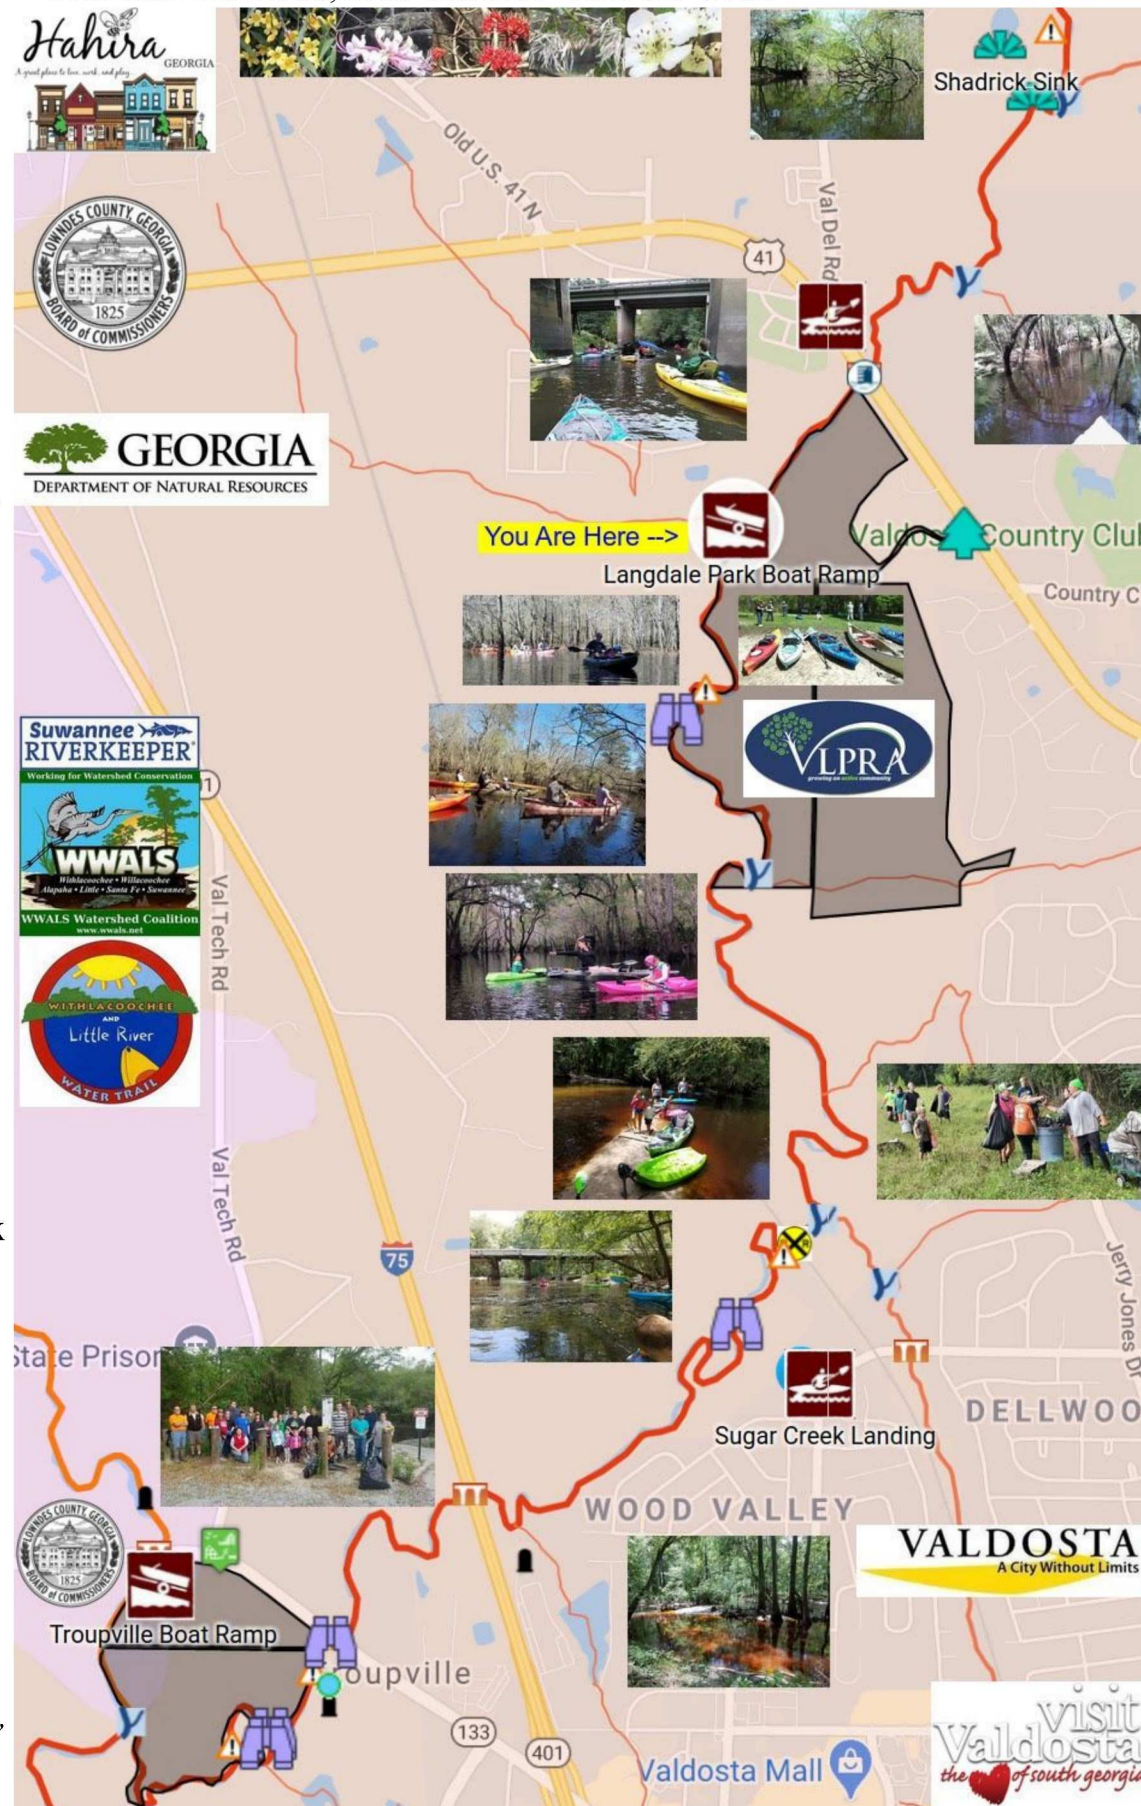 Hahira
GEORGIA
A great place to live, work, and play...
Shadrick Sink
Old U.S. 41 N
Val Del Rd
41
LOWNDES COUNTY, GEORGIA
1825
BOARD of COMMISSIONERS
GEORGIA
DEPARTMENT OF NATURAL RESOURCES
You Are Here -->
Langdale Park Boat Ramp
Country Club
Country C
VLPRA
growing an active community
Suwannee
RIVERKEEPER®
Working for Watershed Conservation
WWALS
Withlacoochee • Willacoochee
Alapaha • Little • Santa Fe • Suwannee
WWALS Watershed Coalition
www.wwals.net
WITHLACOOCHEE
AND
Little River
WATER TRAIL
Val Tech Rd
Val Tech Rd
75
State Prison
Jerry Jones Dr
DELLWOO
Sugar Creek Landing
WOOD VALLEY
VALDOSTA
A City Without Limits
LOWNDES COUNTY, GEORGIA
1825
BOARD of COMMISSIONERS
Troupville Boat Ramp
roupville
133
401
Valdosta Mall
visit
Valdosta
the of south georgia